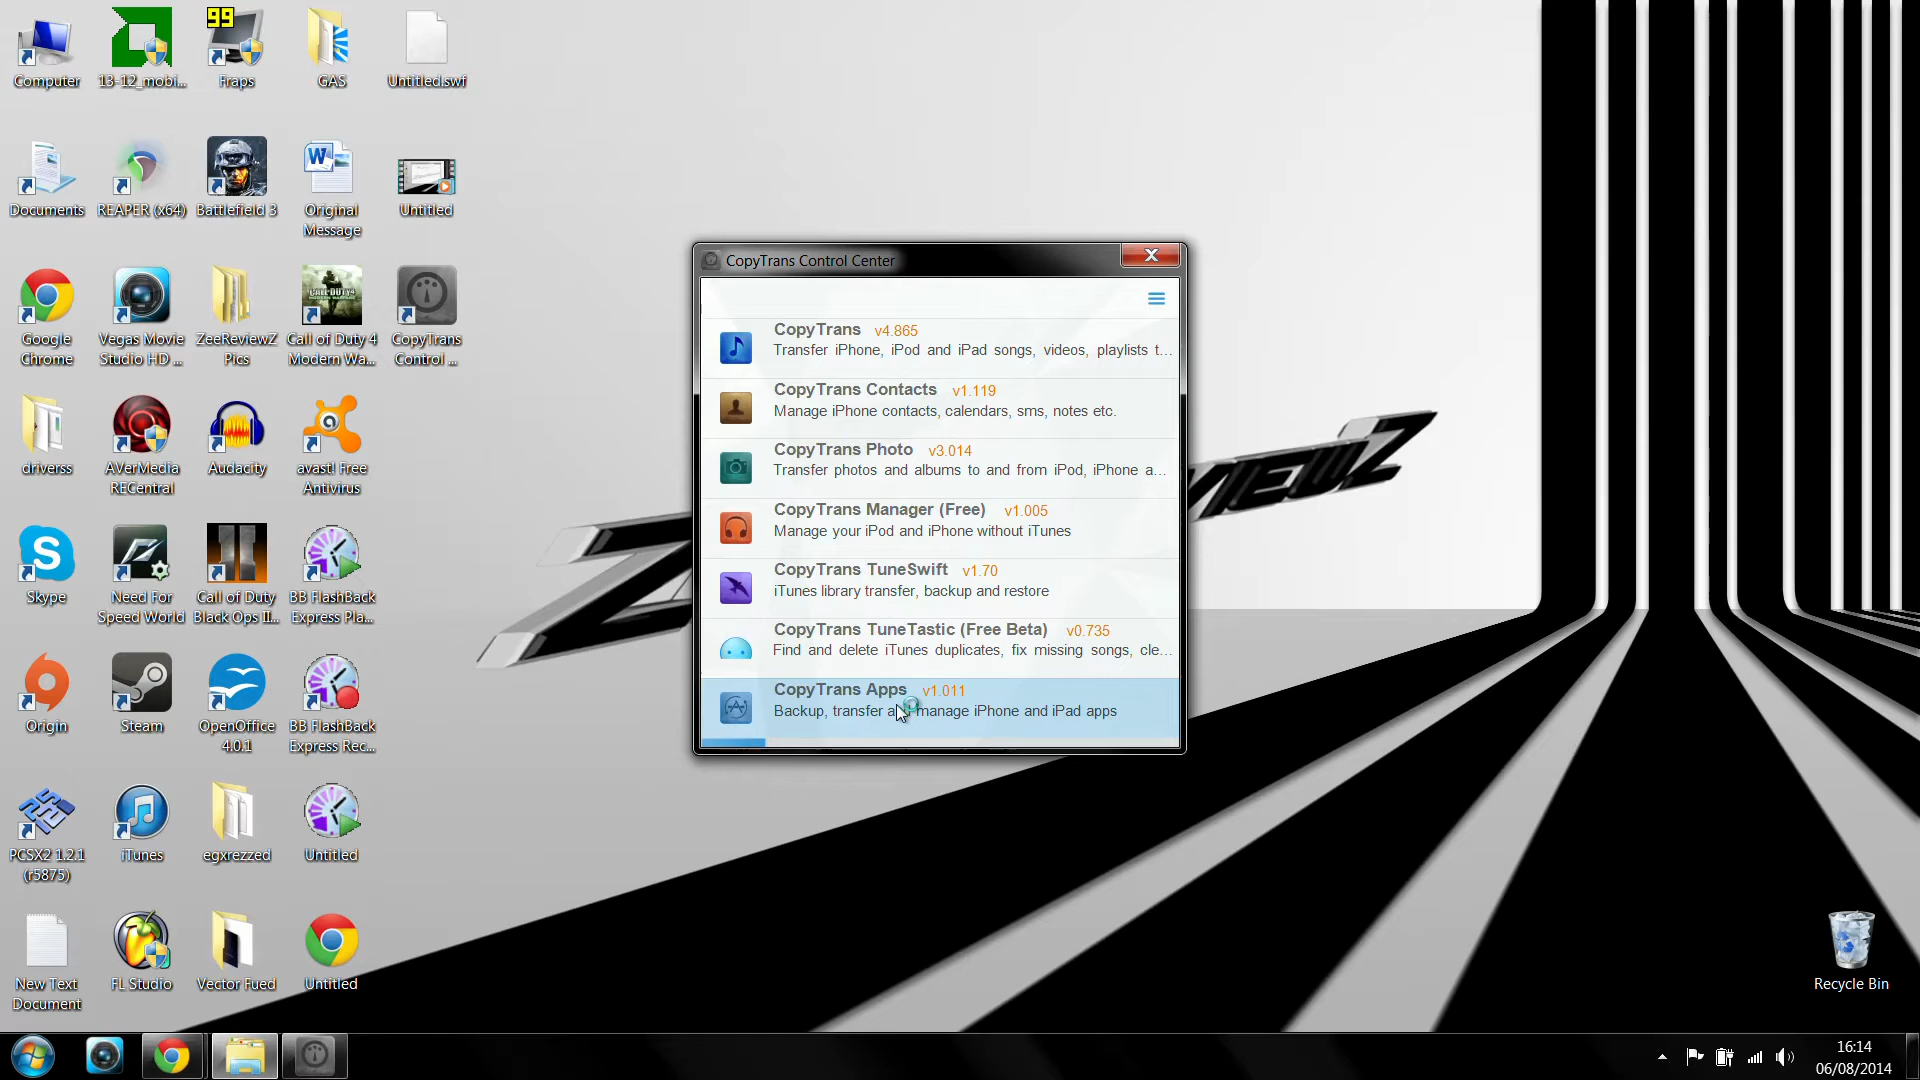 Computer
13-12_mobi...
99
Fraps
GAS
Untitled.swf
Documents
REAPER (x64)
Battlefield 3
Original
Message
Untitled
Google
Chrome
Vegas Movie
Studio HD ...
ZeeReviewZ
Pics
CALL OF DUTY 4
Call of Duty 4
Modern Wa...
CopyTrans
Control ...
driverss
AVerMedia
RECentral
Audacity
avast! Free
Antivirus
Skype
Need For
Speed World
Call of Duty
Black Ops II...
BB FlashBack
Express Pla...
Origin
Steam
OpenOffice
4.0.1
BB FlashBack
Express Rec...
PCSX2 1.2.1
(r5875)
iTunes
egxrezzed
Untitled
New Text
Document
FL Studio
Vector Fued
Untitled
CopyTrans Control Center
CopyTrans v4.865
Transfer iPhone, iPod and iPad songs, videos, playlists t...
CopyTrans Contacts v1.119
Manage iPhone contacts, calendars, sms, notes etc.
CopyTrans Photo v3.014
Transfer photos and albums to and from iPod, iPhone a...
CopyTrans Manager (Free) v1.005
Manage your iPod and iPhone without iTunes
CopyTrans TuneSwift v1.70
iTunes library transfer, backup and restore
CopyTrans TuneTastic (Free Beta) v0.735
Find and delete iTunes duplicates, fix missing songs, cle...
CopyTrans Apps v1.011
Backup, transfer a manage iPhone and iPad apps
Z VIEWZ
Recycle Bin
16:14
06/08/2014